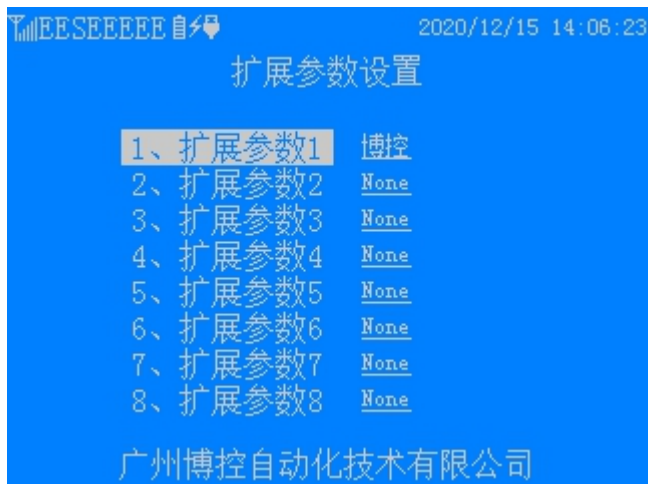 EESEEEEE 2020/12/15 14:06:23
扩展参数设置
1、扩展参数1 博控
2、扩展参数2 None
3、扩展参数3 None
4、扩展参数4 None
5、扩展参数5 None
6、扩展参数6 None
7、扩展参数7 None
8、扩展参数8 None
广州博控自动化技术有限公司